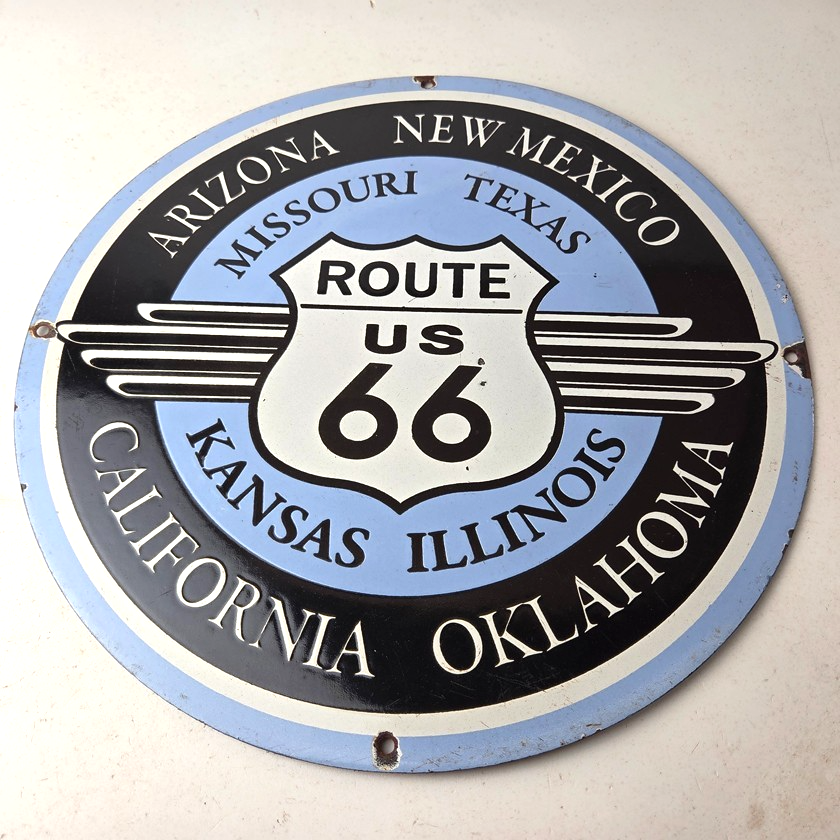 ARIZONA NEW MEXICO
MISSOURI TEXAS
ROUTE
US
66
KANSAS ILLINOIS
CALIFORNIA OKLAHOMA